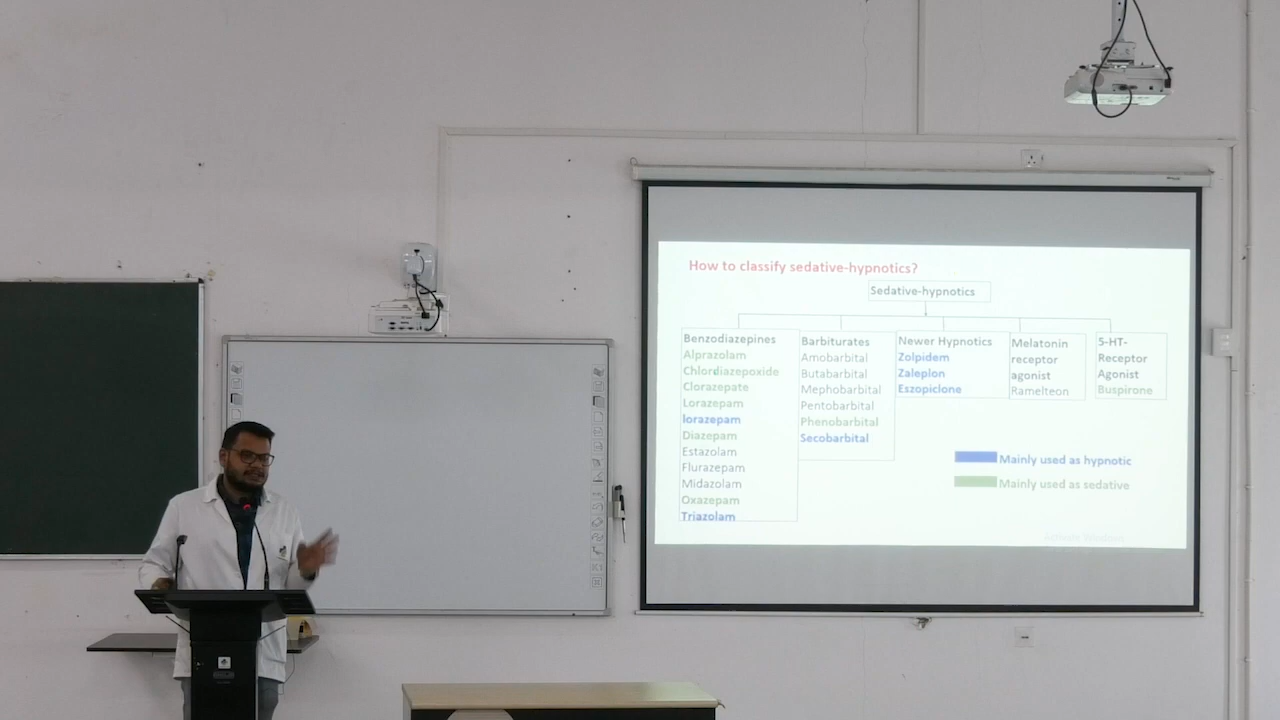 How to classify sedative-hypnotics?
Sedative-hypnotics
Benzodiazepines
Alprazolam
Chlordiazepoxide
Clorazepate
Lorazepam
lorazepam
Diazepam
Estazolam
Flurazepam
Midazolam
Oxazepam
Triazolam
Barbiturates
Amobarbital
Butabarbital
Mephobarbital
Pentobarbital
Phenobarbital
Secobarbital
Newer Hypnotics
Zolpidem
Zaleplon
Eszopiclone
Melatonin
receptor
agonist
Ramelteon
5-HT-
Receptor
Agonist
Buspirone
Mainly used as hypnotic
Mainly used as sedative
Activate Windows